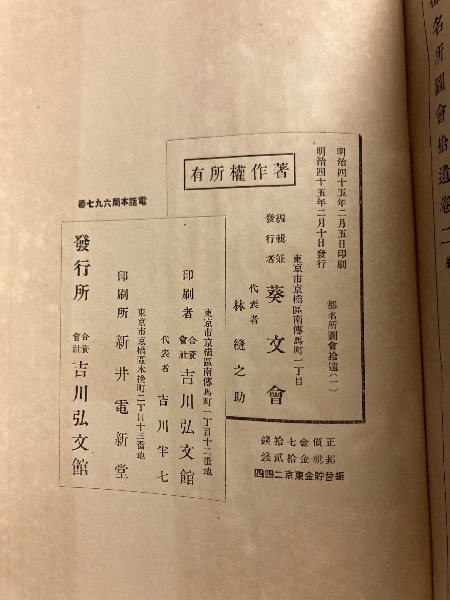 都名所圖會拾遺卷二
明治四十五年二月五日印刷
明治四十五年二月十日發行
都名所圖會拾遺(一)
有所權作著
東京市京橋區南傳馬町一丁目
編輯兼
發行者
葵文會
代表者
林縫之助
正價金七拾錢
郵稅金拾貳錢
振替貯金東京二四四
東京市京橋區南傳馬町一丁目十二番地
印刷者
合資會社
吉川弘文館
代表者
吉川半七
東京市京橋區木挽町二丁目十三番地
印刷所
新井電新堂
發行所
合資會社
吉川弘文館
電話本局六九七番